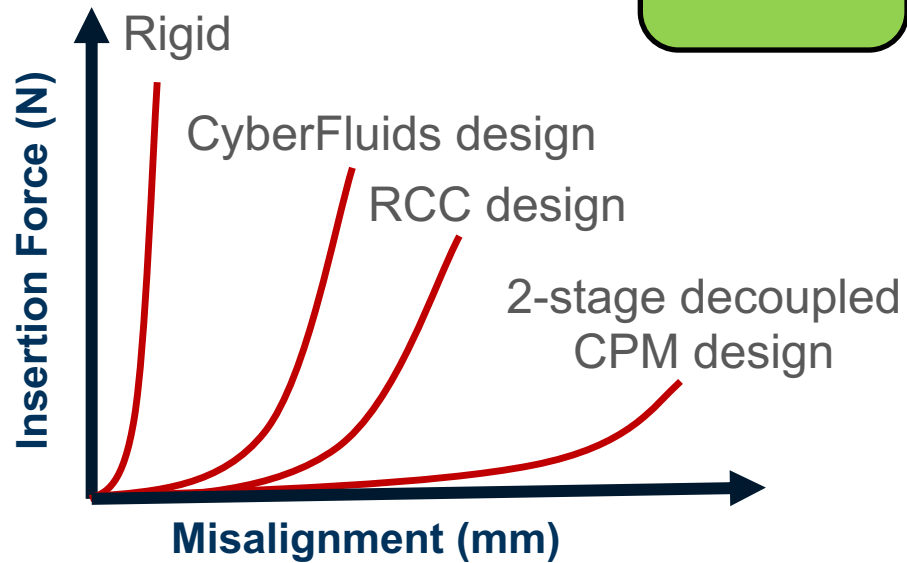 Rigid
CyberFluids design
RCC design
2-stage decoupled
CPM design
Insertion Force (N)
Misalignment (mm)